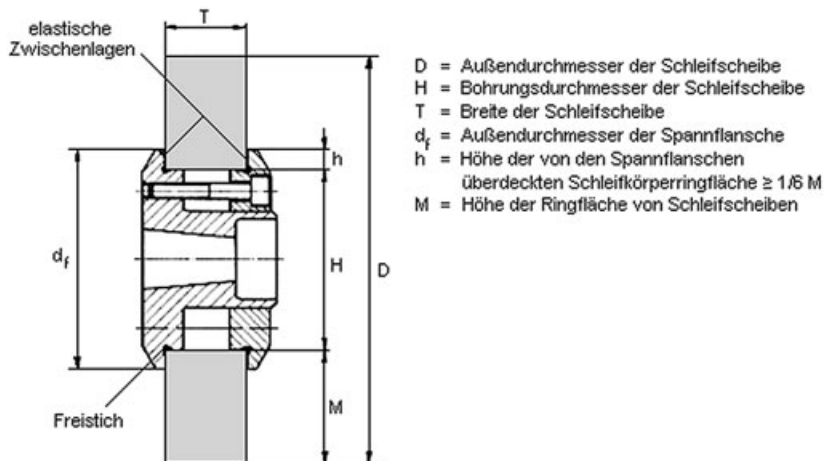 elastische
Zwischenlagen
T
h
df
H
D
M
Freistich
D = Außendurchmesser der Schleifscheibe
H = Bohrungsdurchmesser der Schleifscheibe
T = Breite der Schleifscheibe
df = Außendurchmesser der Spannflansche
h = Höhe der von den Spannflanschen
überdeckten Schleifkörperringfläche ≥ 1/6 M
M = Höhe der Ringfläche von Schleifscheiben